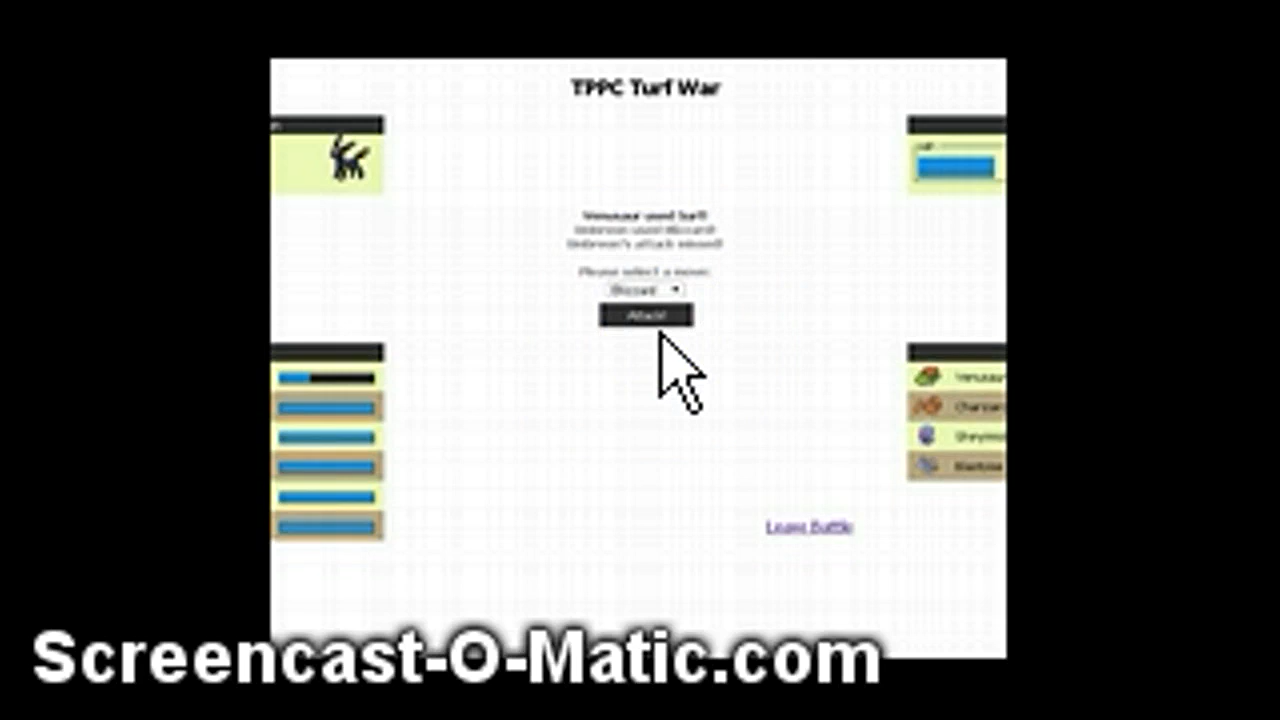 TPPC Turf War
Venusaur used Surf!
Umbreon used Blizzard!
Umbreon's attack missed!
Please select a move:
Blizzard
Attack!
Venusaur
Leave Battle
Screencast-O-Matic.com